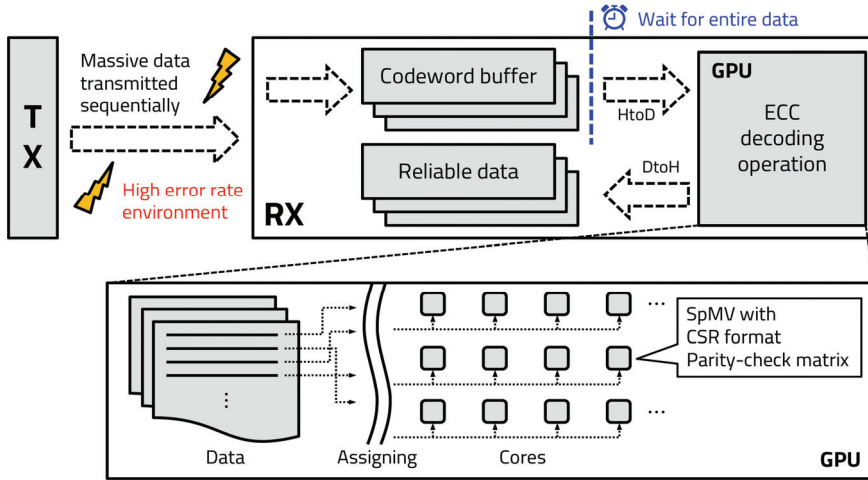 Wait for entire data
T
X
Massive data
transmitted
sequentially
High error rate
environment
RX
Codeword buffer
Reliable data
HtoD
DtoH
GPU
ECC
decoding
operation
SpMV with
CSR format
Parity-check matrix
Data
Assigning
Cores
GPU